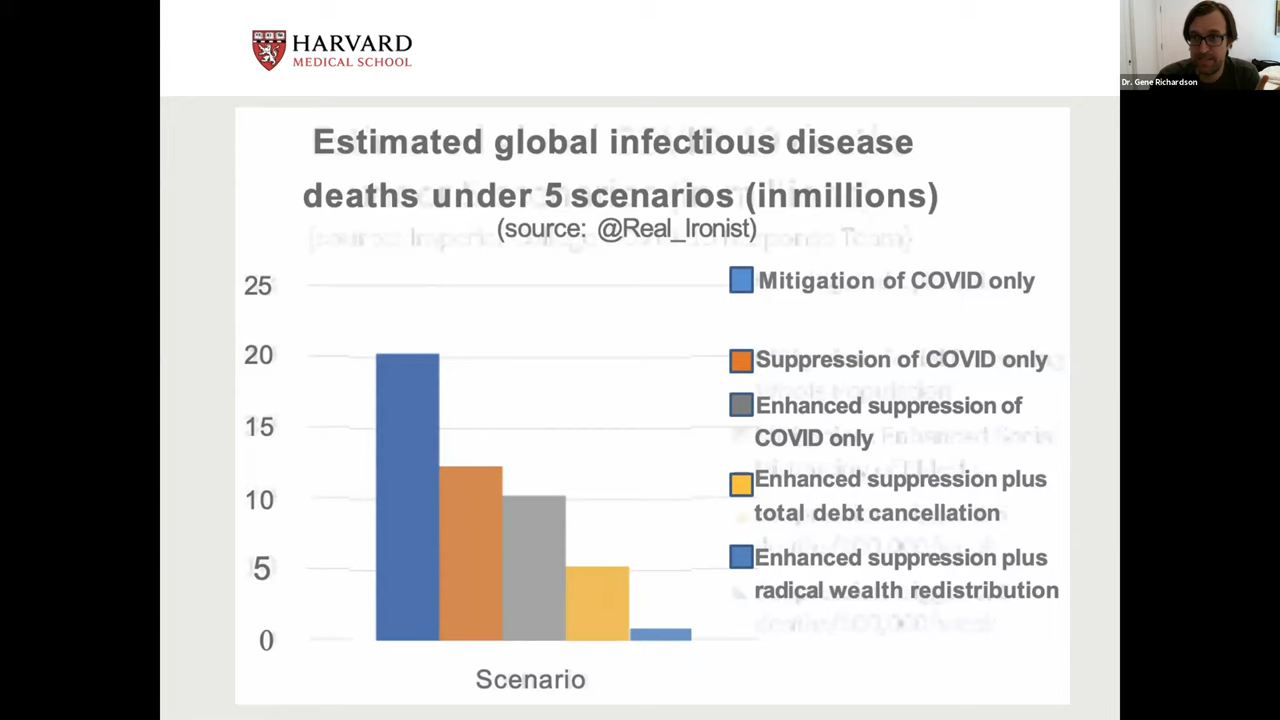 HARVARD
MEDICAL SCHOOL
Dr. Gene Richardson
Estimated global infectious disease
deaths under 5 scenarios (inmillions)
(source: @Real_Ironist)
25
20
15
10
5
0
Mitigation of COVID only
Suppression of COVID only
Enhanced suppression of
COVID only
Enhanced suppression plus
total debt cancellation
Enhanced suppression plus
radical wealth redistribution
Scenario